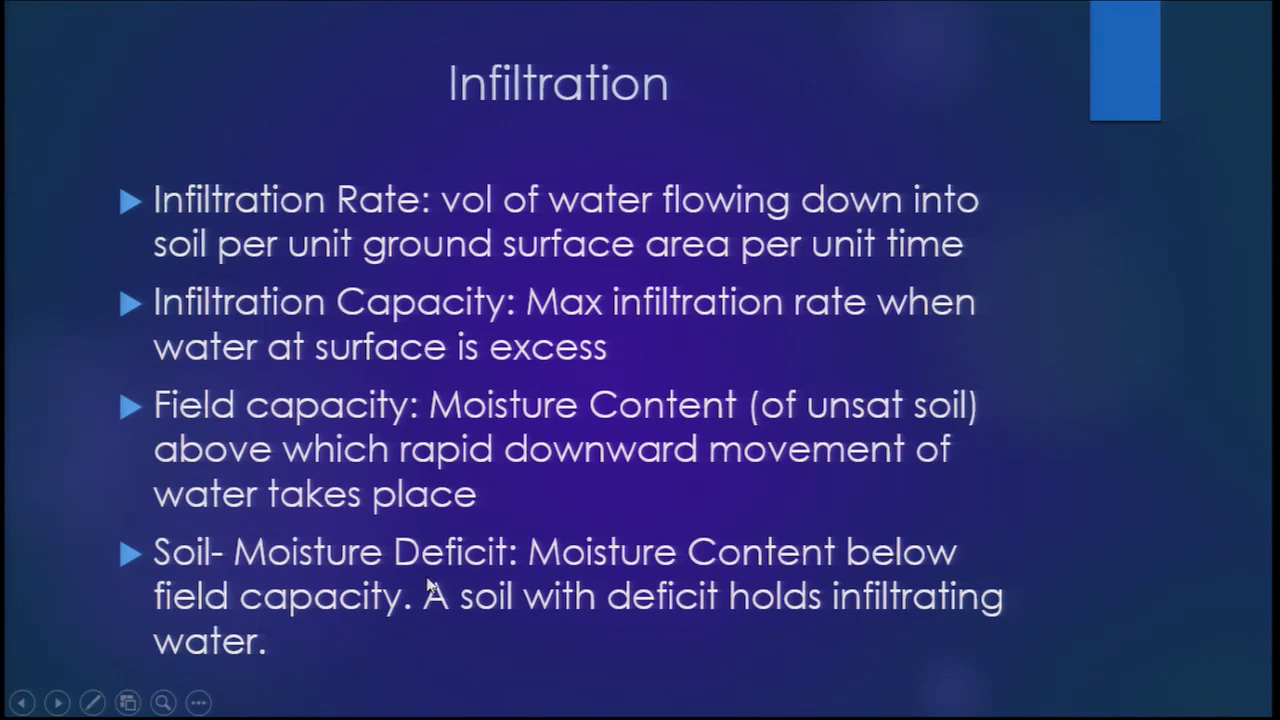 Infiltration
Infiltration Rate: vol of water flowing down into
soil per unit ground surface area per unit time
Infiltration Capacity: Max infiltration rate when
water at surface is excess
Field capacity: Moisture Content (of unsat soil)
above which rapid downward movement of
water takes place
Soil- Moisture Deficit: Moisture Content below
field capacity. A soil with deficit holds infiltrating
water.